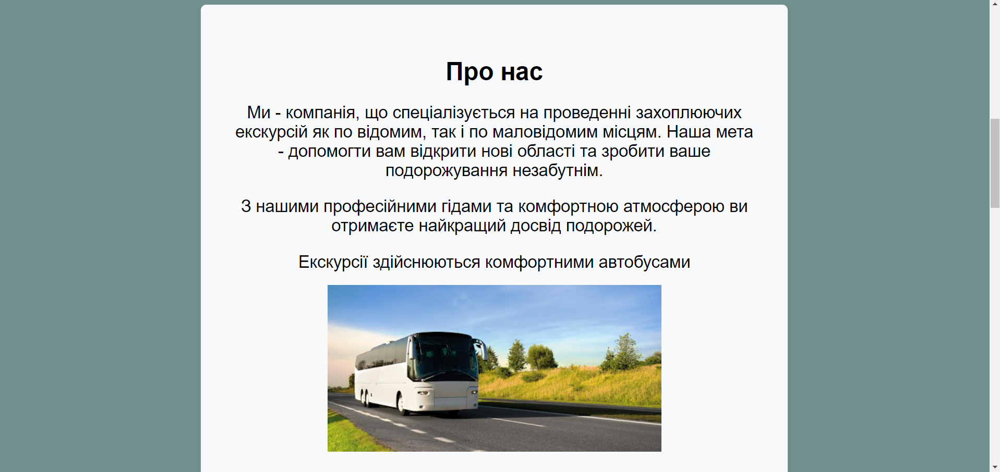 Про нас
Ми - компанія, що спеціалізується на проведенні захоплюючих
екскурсій як по відомим, так і по маловідомим місцям. Наша мета
- допомогти вам відкрити нові області та зробити ваше
подорожування незабутнім.
З нашими професійними гідами та комфортною атмосферою ви
отримаєте найкращий досвід подорожей.
Екскурсії здійснюються комфортними автобусами